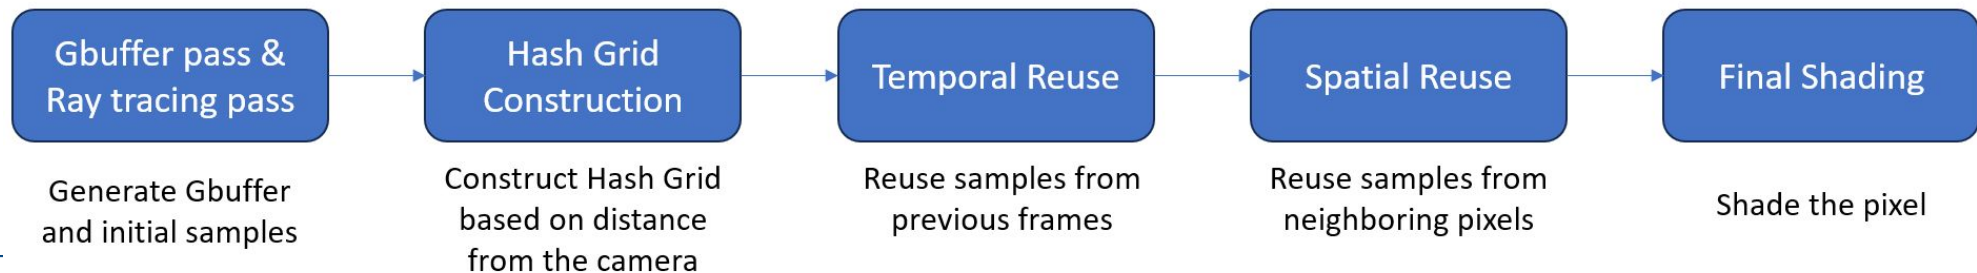 Gbuffer pass &
Ray tracing pass
Generate Gbuffer
and initial samples
Hash Grid
Construction
Construct Hash Grid
based on distance
from the camera
Temporal Reuse
Reuse samples from
previous frames
Spatial Reuse
Reuse samples from
neighboring pixels
Final Shading
Shade the pixel